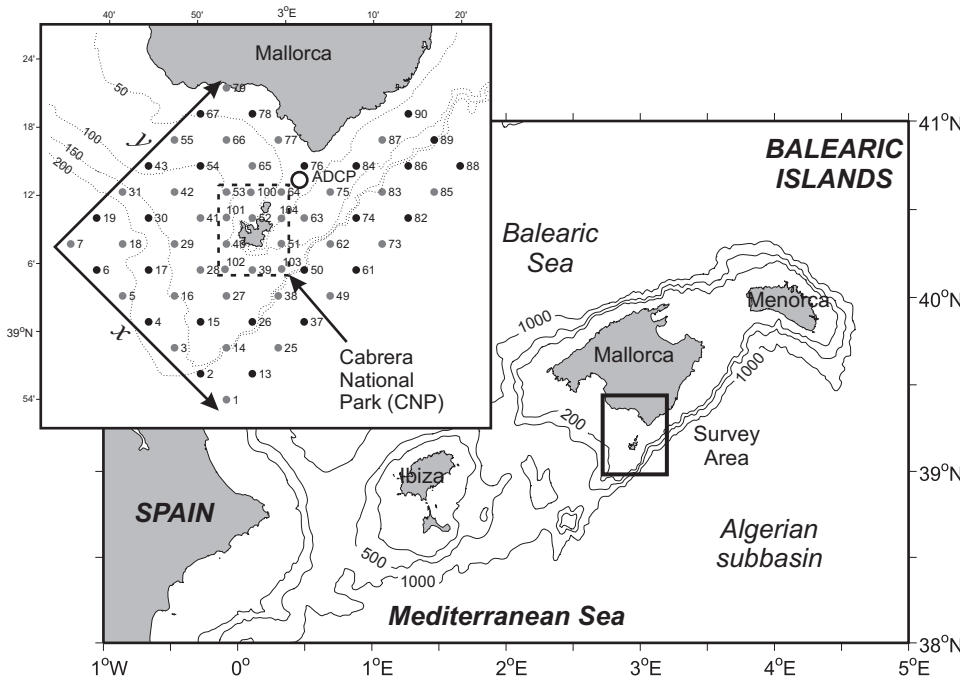 40' 50' 3°E 10' 20'
24'
Mallorca
50
79
67 78 90
18'
y
55 66 77 87 89
100
150
200
43 54 65 76 84 86 88
ADCP
12'
31 42 53 100 64 75 83 85
101 104
19 30 41 52 63 74 82
7 18 29 40 51 62 73
102 103
6'
6 17 28 39 50 61
5 16 27 38 49
39°N
x
4 15 26 37
3 14 25
2 13
54'
1
Cabrera
National
Park (CNP)
41°N
BALEARIC
ISLANDS
Balearic
Sea
40°N
Menorca
1000
Mallorca
1000
200
Survey
Area
39°N
Ibiza
SPAIN
Algerian
subbasin
500
1000
Mediterranean Sea
38°N
1°W 0° 1°E 2°E 3°E 4°E 5°E